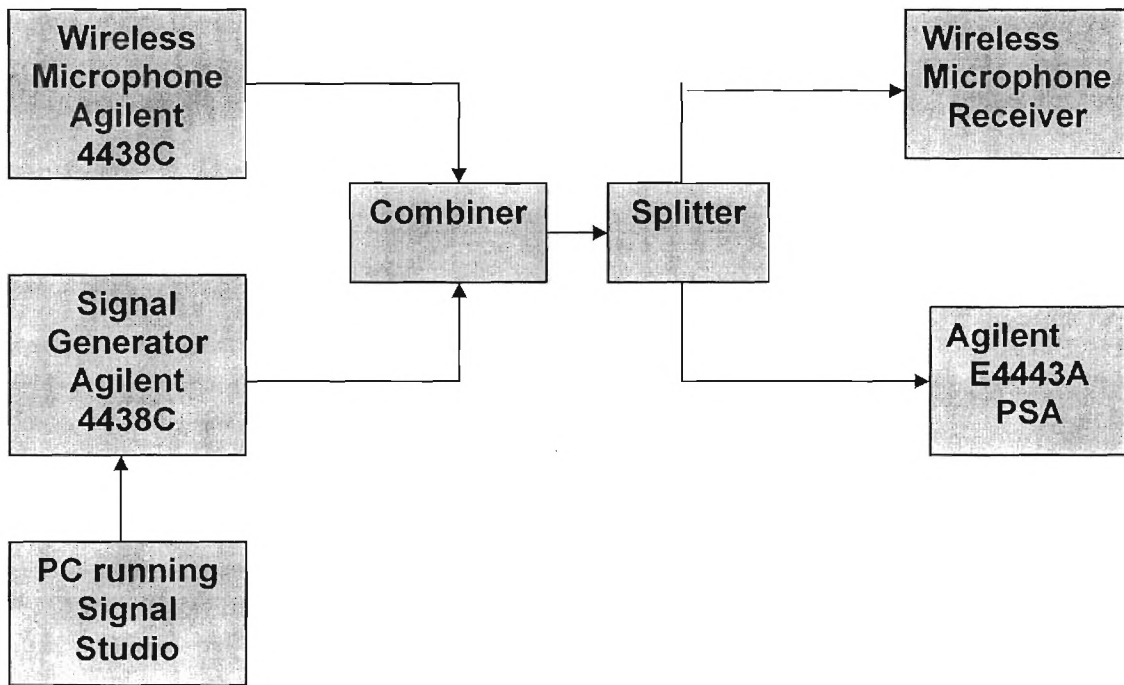 Wireless
Microphone
Agilent
4438C
Wireless
Microphone
Receiver
Combiner
Splitter
Signal
Generator
Agilent
4438C
Agilent
E4443A
PSA
PC running
Signal
Studio